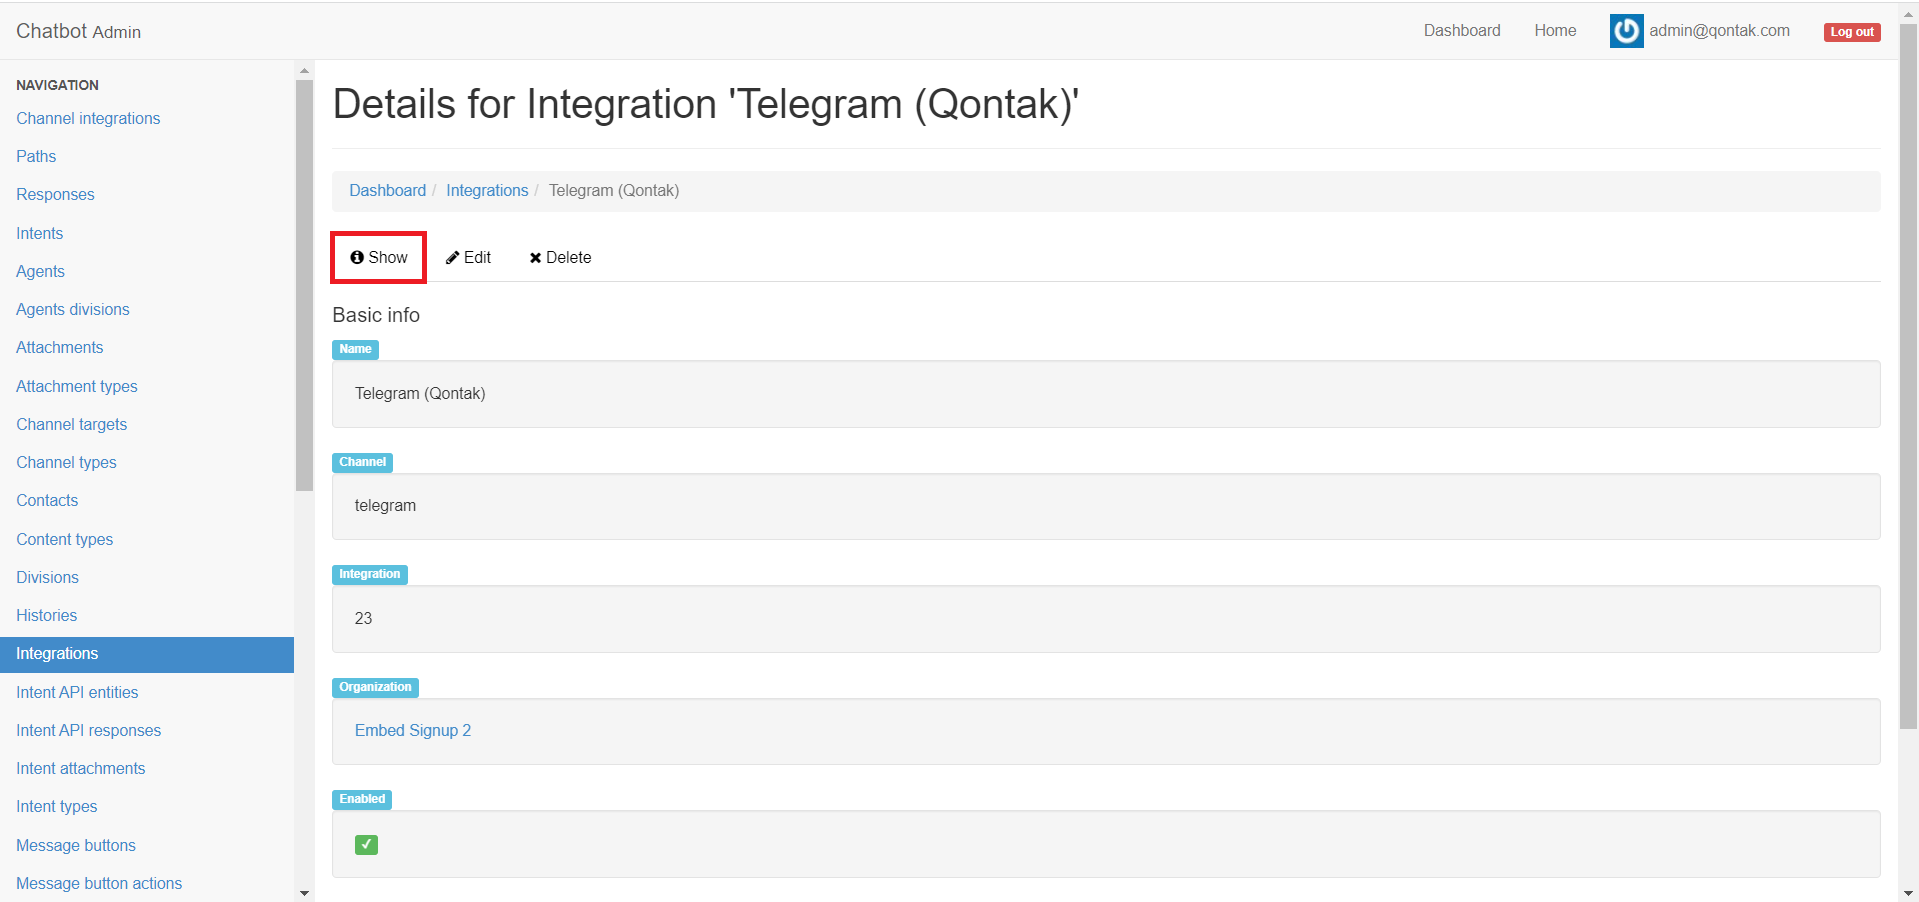 Chatbot Admin
Dashboard Home admin@qontak.com Log out
NAVIGATION
Channel integrations
Paths
Responses
Intents
Agents
Agents divisions
Attachments
Attachment types
Channel targets
Channel types
Contacts
Content types
Divisions
Histories
Integrations
Intent API entities
Intent API responses
Intent attachments
Intent types
Message buttons
Message button actions
Details for Integration 'Telegram (Qontak)'
Dashboard / Integrations / Telegram (Qontak)
Show Edit Delete
Basic info
Name
Telegram (Qontak)
Channel
telegram
Integration
23
Organization
Embed Signup 2
Enabled